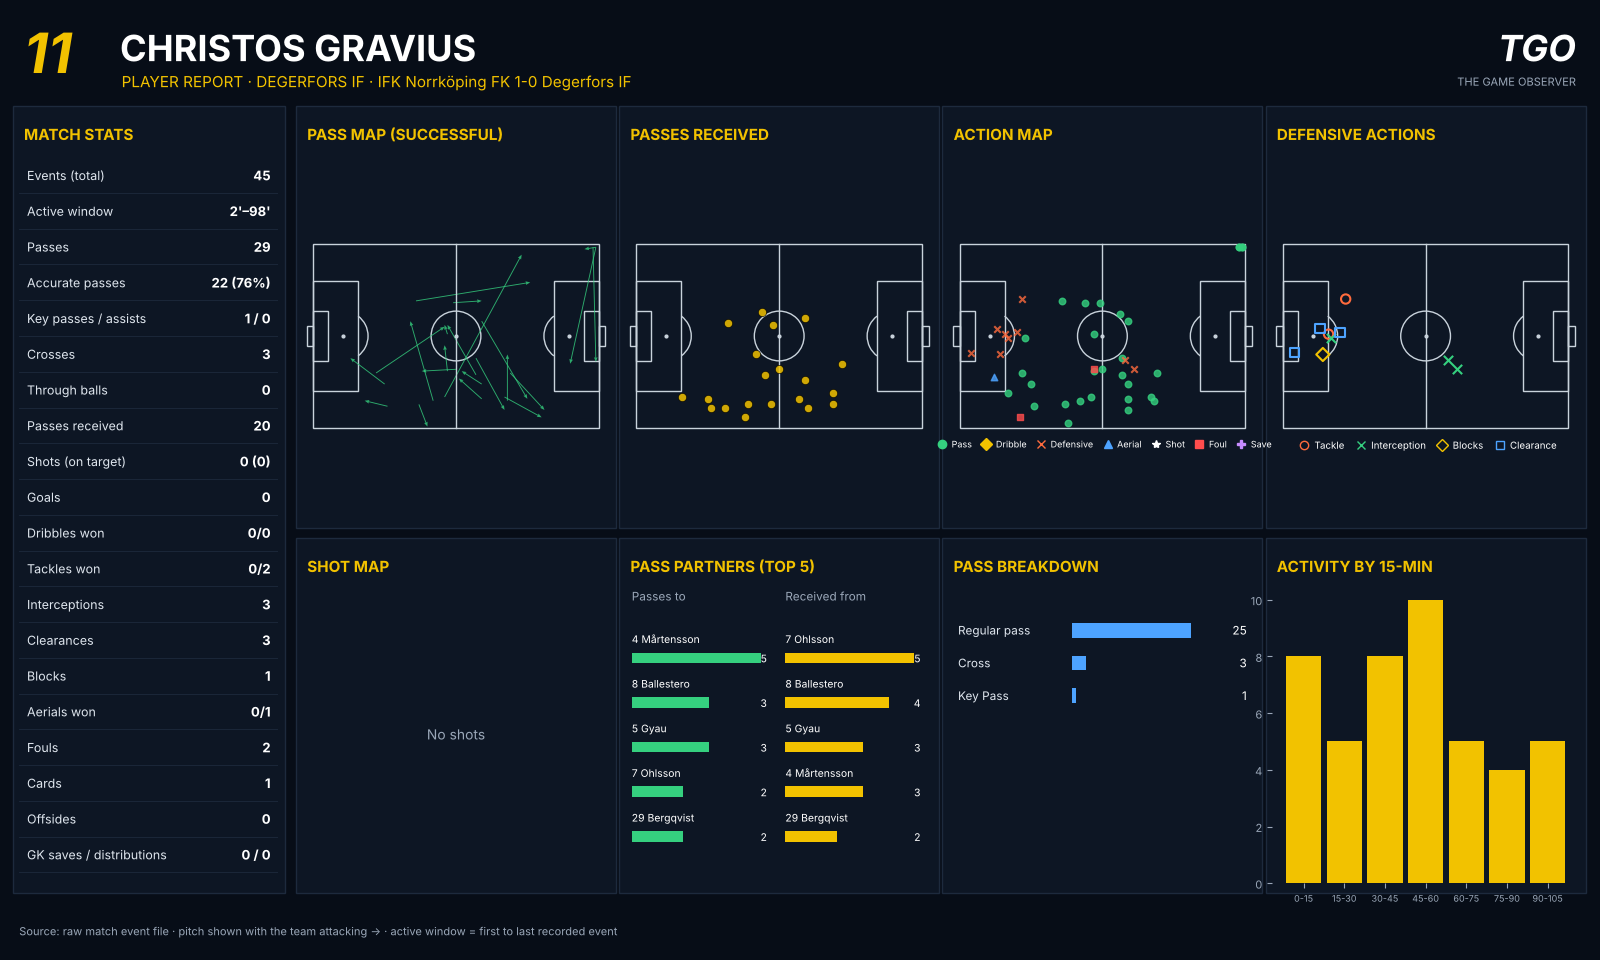 11
CHRISTOS GRAVIUS
PLAYER REPORT · DEGERFORS IF · IFK Norrköping FK 1-0 Degerfors IF
TGO
THE GAME OBSERVER
MATCH STATS
Events (total) 45
Active window 2'–98'
Passes 29
Accurate passes 22 (76%)
Key passes / assists 1 / 0
Crosses 3
Through balls 0
Passes received 20
Shots (on target) 0 (0)
Goals 0
Dribbles won 0/0
Tackles won 0/2
Interceptions 3
Clearances 3
Blocks 1
Aerials won 0/1
Fouls 2
Cards 1
Offsides 0
GK saves / distributions 0 / 0
PASS MAP (SUCCESSFUL)
PASSES RECEIVED
ACTION MAP
Pass Dribble Defensive Aerial Shot Foul Save
DEFENSIVE ACTIONS
Tackle Interception Blocks Clearance
SHOT MAP
No shots
PASS PARTNERS (TOP 5)
Passes to
4 Mårtensson
5
8 Ballestero
3
5 Gyau
3
7 Ohlsson
2
29 Bergqvist
2
Received from
7 Ohlsson
5
8 Ballestero
4
5 Gyau
3
4 Mårtensson
3
29 Bergqvist
2
PASS BREAKDOWN
Regular pass 25
Cross 3
Key Pass 1
ACTIVITY BY 15-MIN
10
8
6
4
2
0
0-15 15-30 30-45 45-60 60-75 75-90 90-105
Source: raw match event file · pitch shown with the team attacking → · active window = first to last recorded event